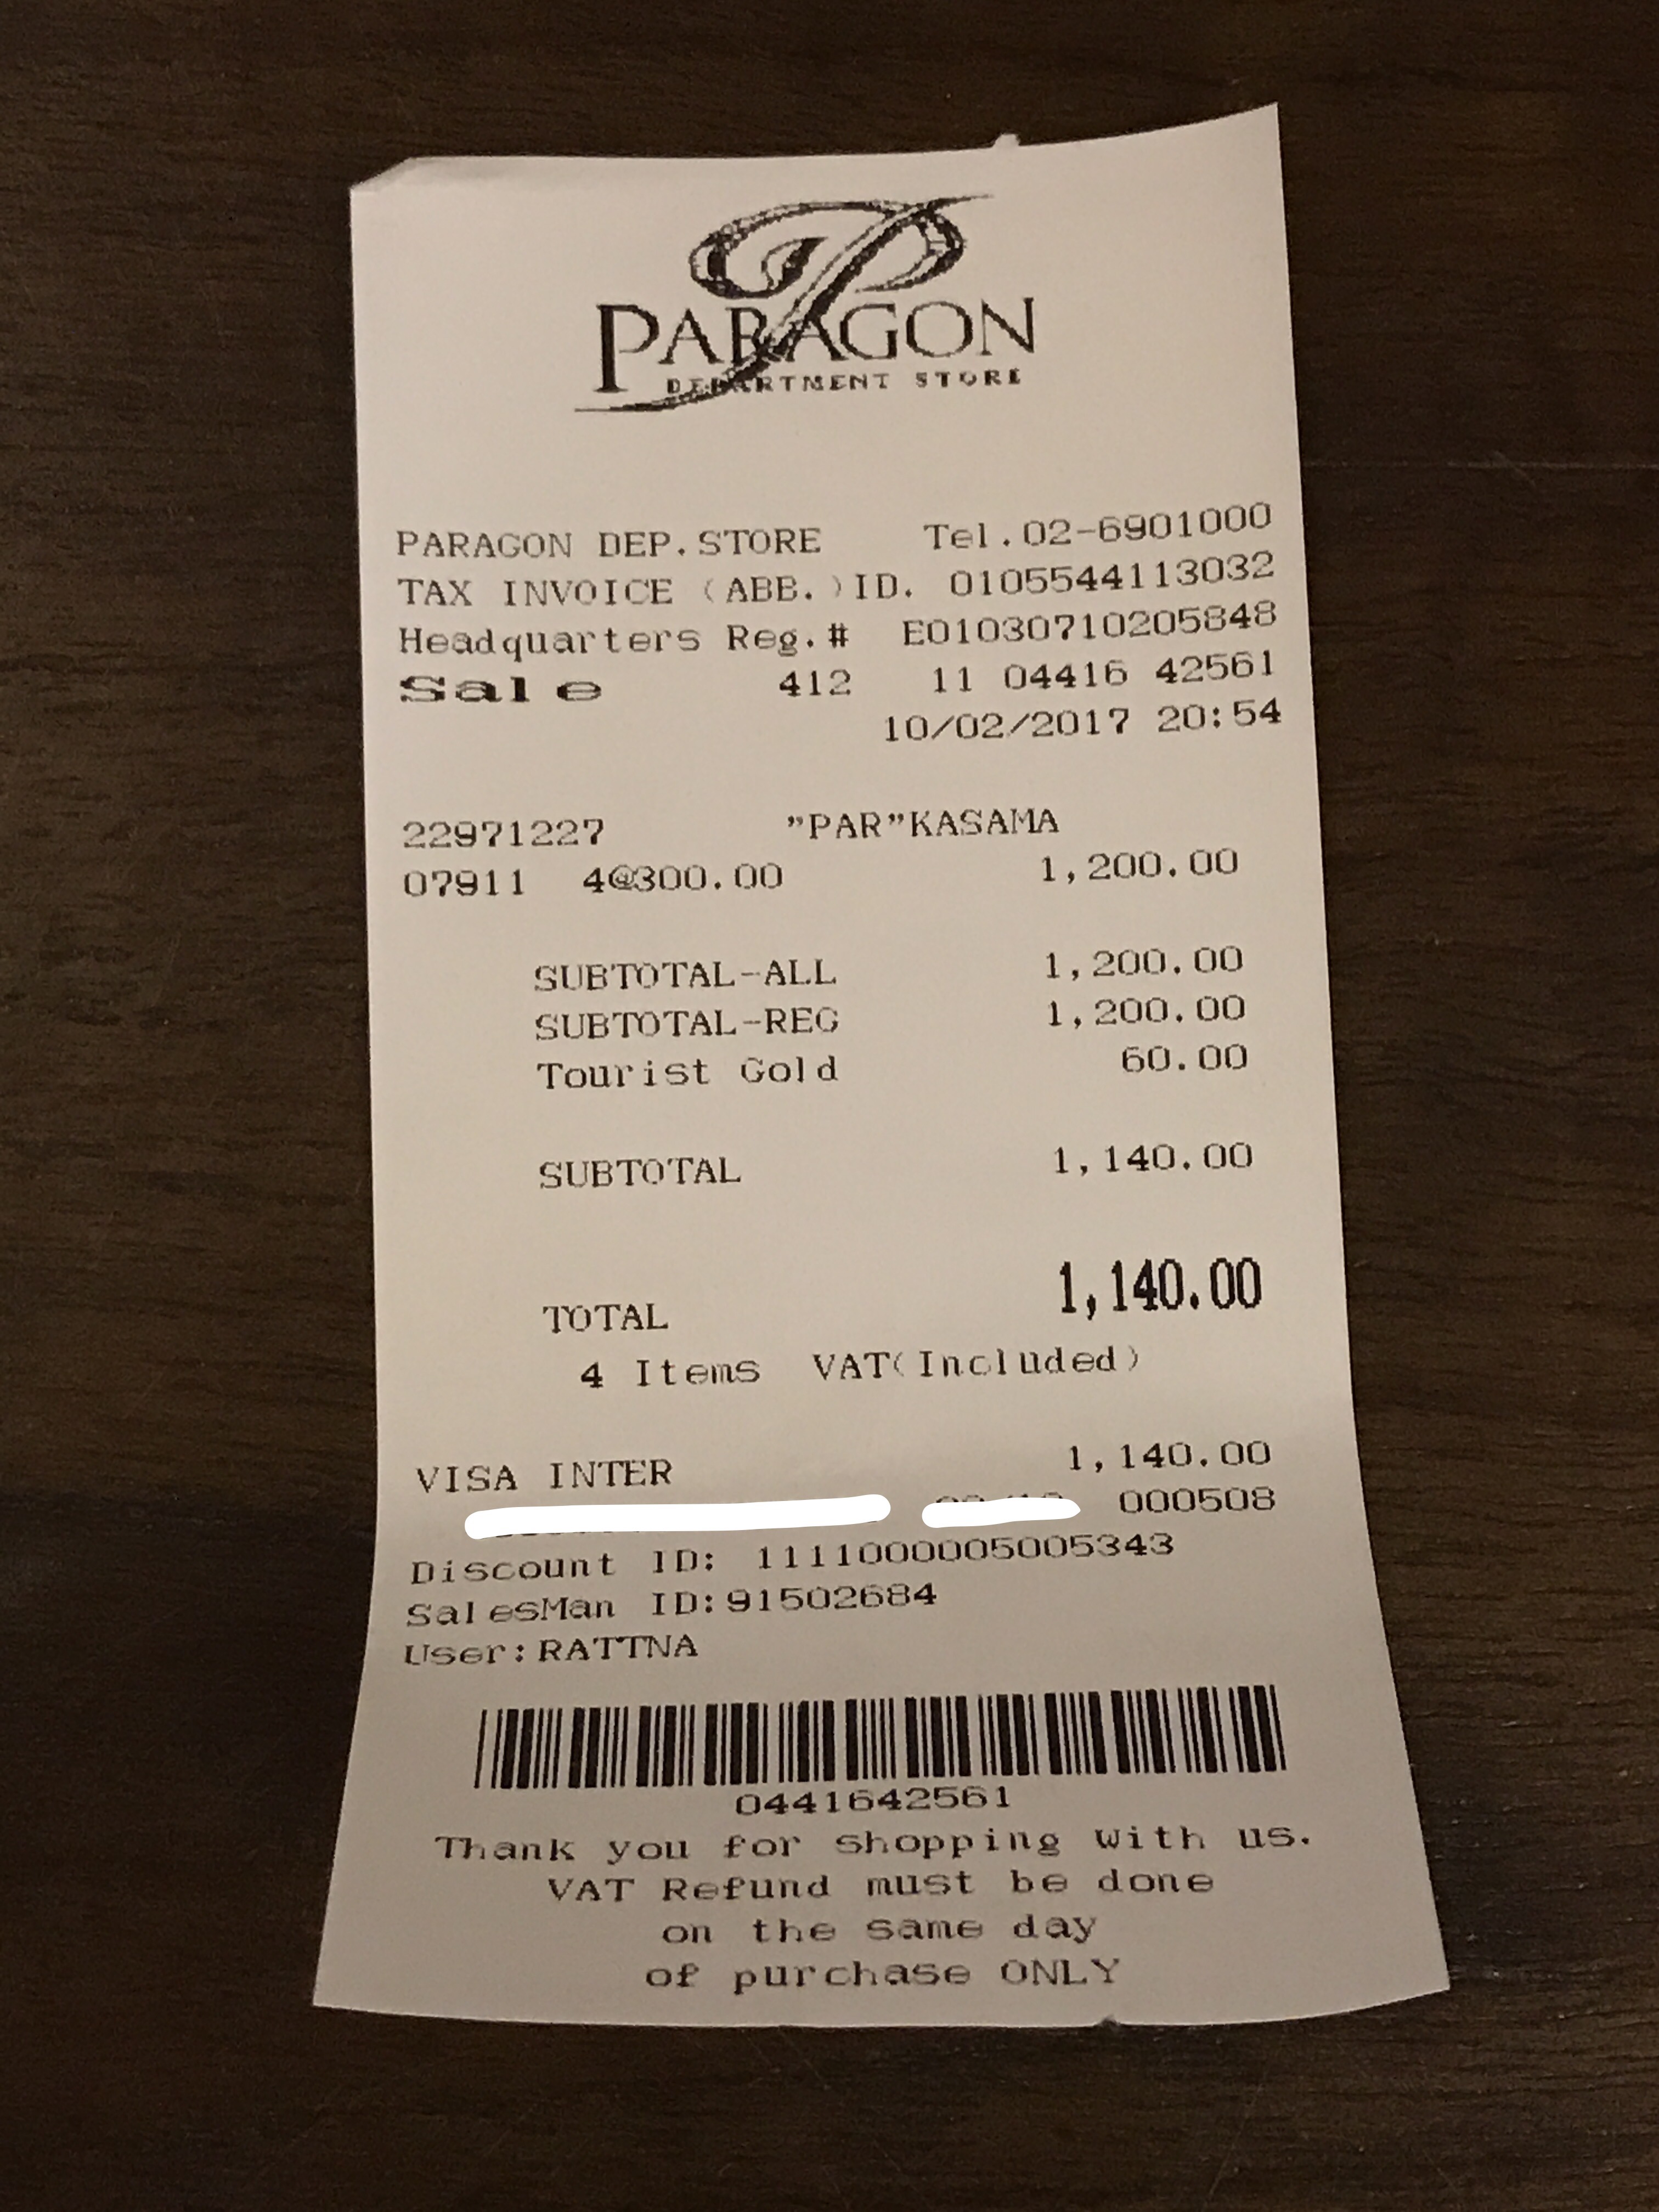 PARAGON
DEPARTMENT STORE
PARAGON DEP.STORE Tel.02-6901000
TAX INVOICE (ABB.)ID. 0105544113032
Headquarters Reg.# E01030710205848
Sale 412 11 04416 42561
10/02/2017 20:54
22971227 "PAR"KASAMA
07911 4@300.00 1,200.00
SUBTOTAL-ALL 1,200.00
SUBTOTAL-REG 1,200.00
Tourist Gold 60.00
SUBTOTAL 1,140.00
TOTAL 1,140.00
4 Items VAT(Included)
VISA INTER 1,140.00
000508
Discount ID: 1111000005005343
SalesMan ID:91502684
User:RATTNA
0441642561
Thank you for shopping with us.
VAT Refund must be done
on the same day
of purchase ONLY